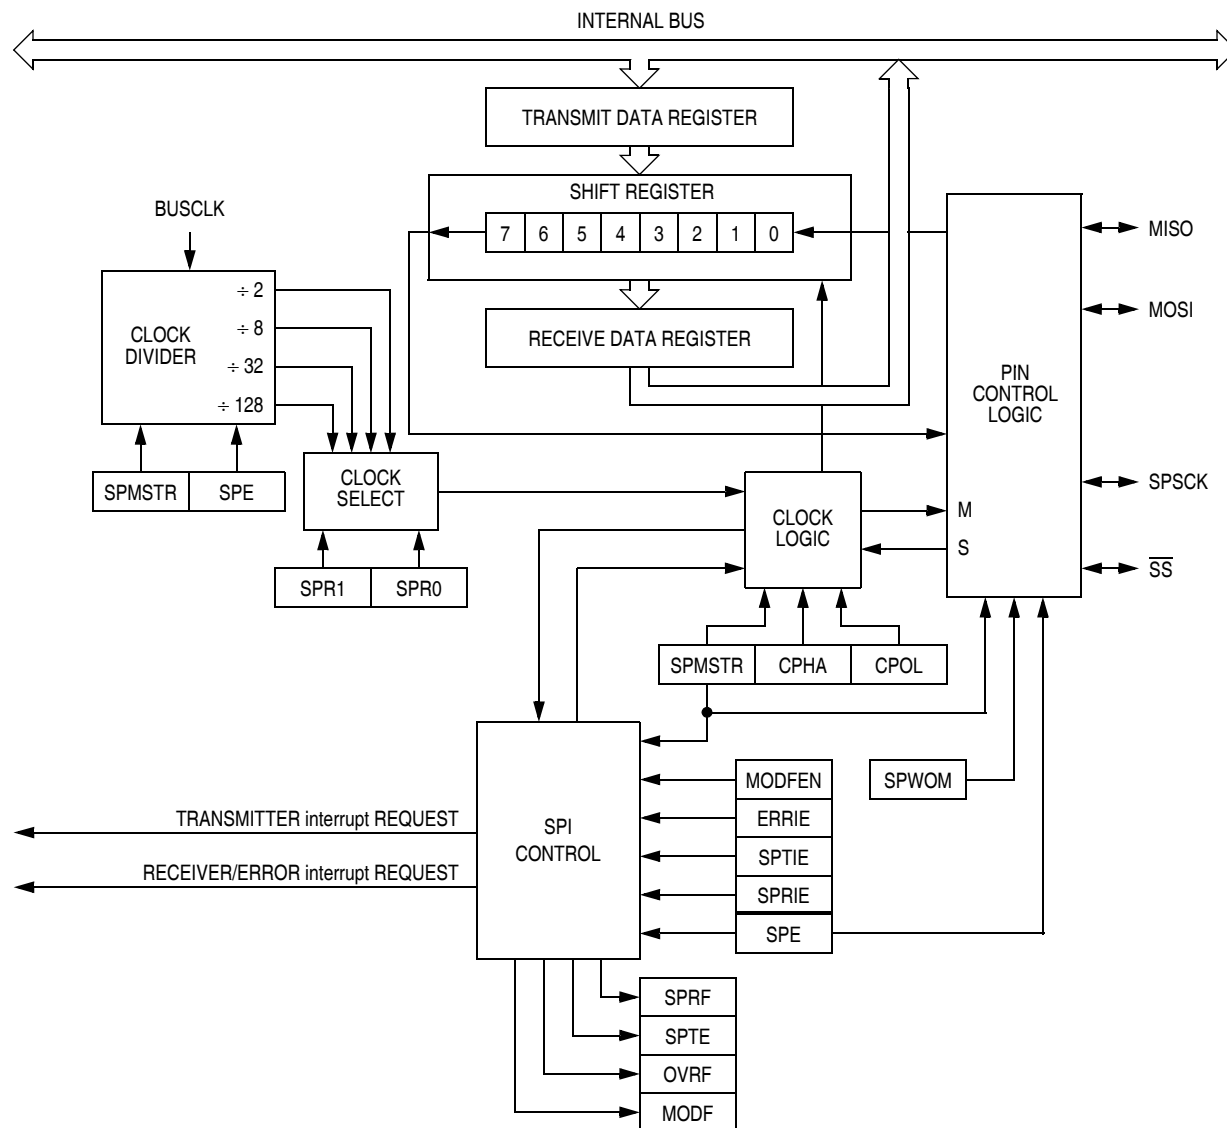 INTERNAL BUS
TRANSMIT DATA REGISTER
SHIFT REGISTER
7 6 5 4 3 2 1 0
BUSCLK
MISO
÷ 2
MOSI
÷ 8
CLOCK
DIVIDER
RECEIVE DATA REGISTER
÷ 32
PIN
CONTROL
LOGIC
÷ 128
SPMSTR SPE
CLOCK
SELECT
SPSCK
CLOCK
LOGIC
M
S
SS
SPR1 SPR0
SPMSTR CPHA CPOL
MODFEN
SPWOM
TRANSMITTER interrupt REQUEST
ERRIE
SPI
CONTROL
SPTIE
RECEIVER/ERROR interrupt REQUEST
SPRIE
SPE
SPRF
SPTE
OVRF
MODF